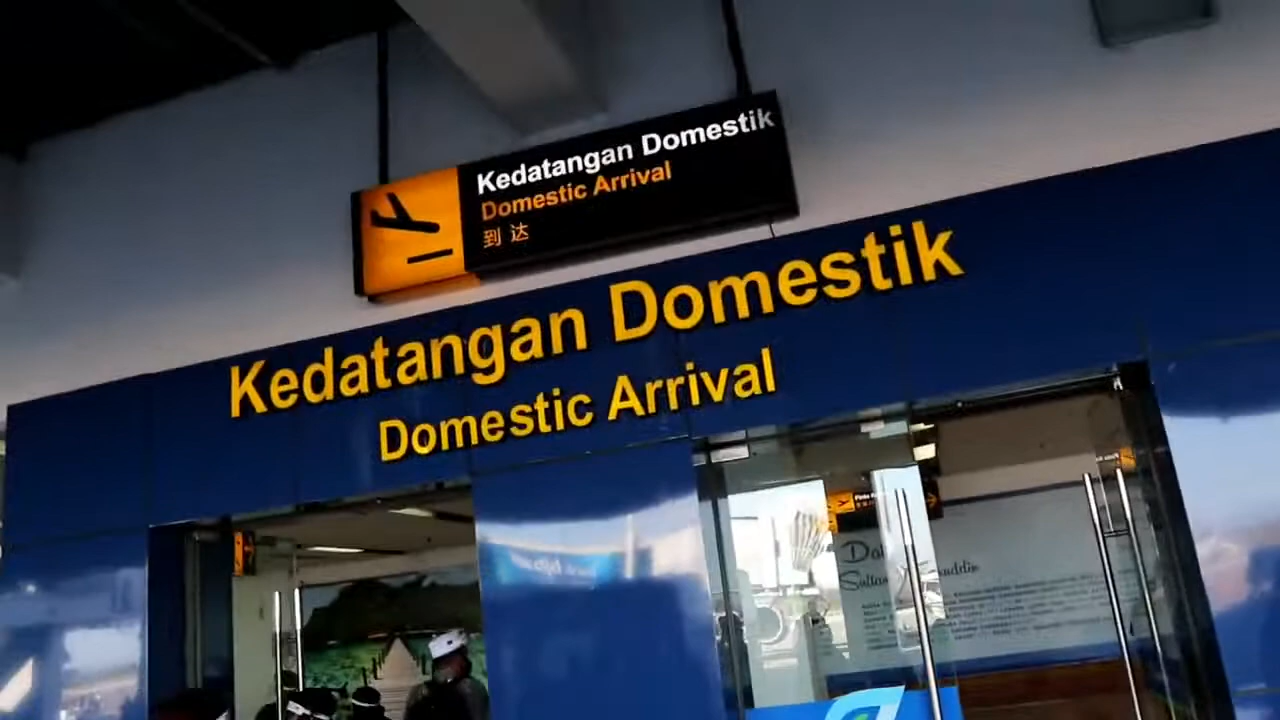 Kedatangan Domestik
Domestic Arrival
到 达
Kedatangan Domestik
Domestic Arrival